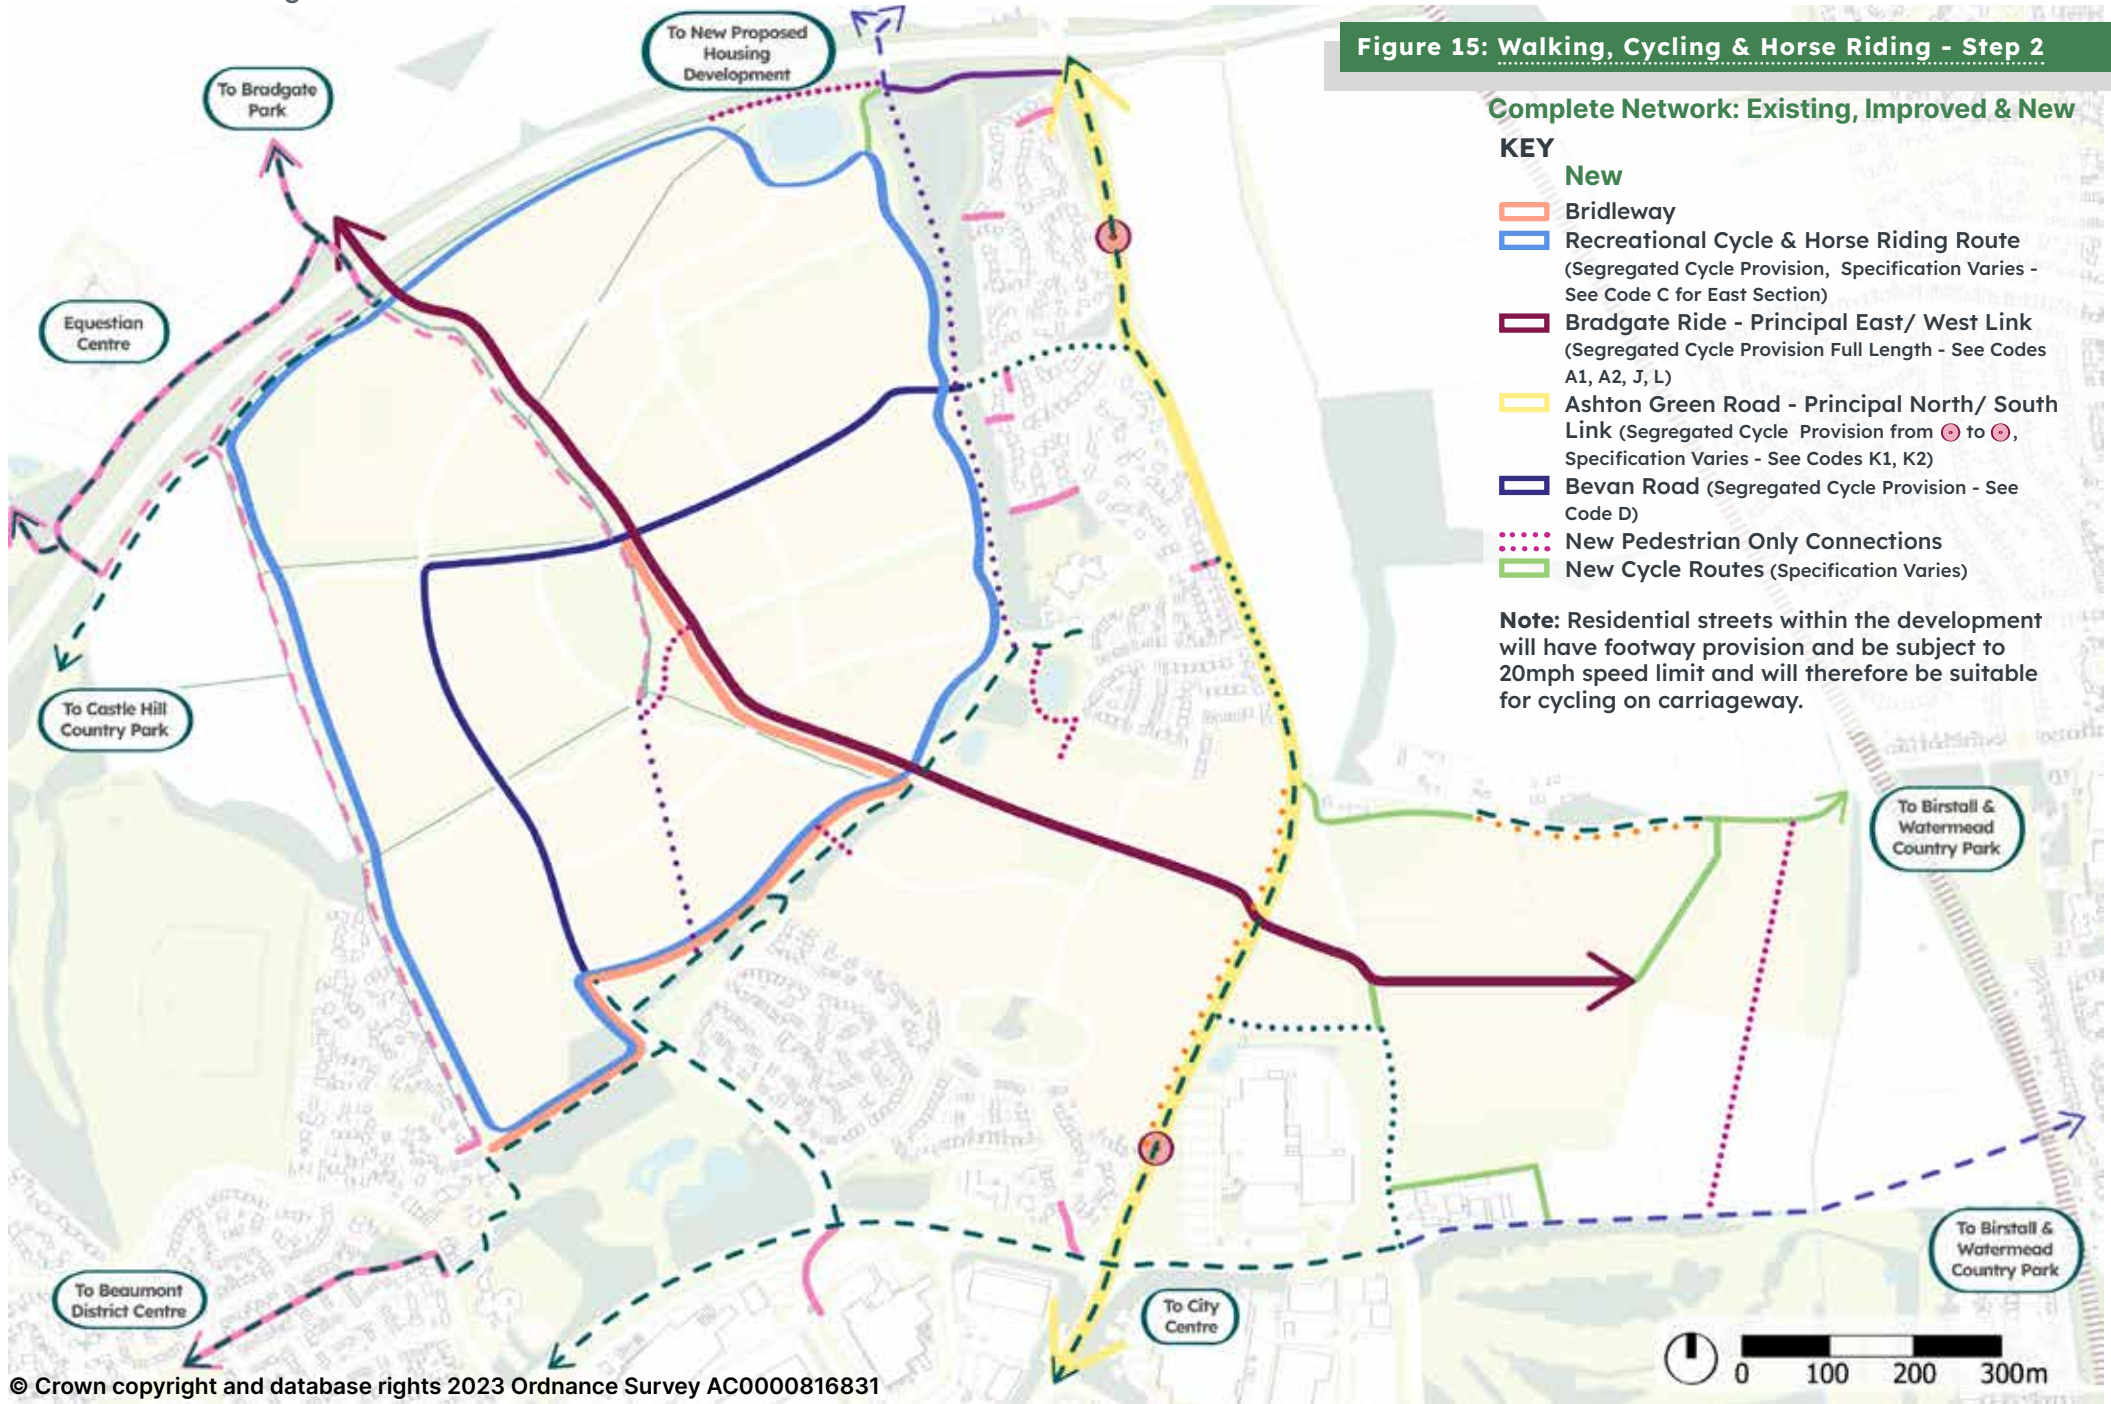 Figure 15: Walking, Cycling & Horse Riding - Step 2
Complete Network: Existing, Improved & New
KEY
New
Bridleway
Recreational Cycle & Horse Riding Route
(Segregated Cycle Provision, Specification Varies -
See Code C for East Section)
Bradgate Ride - Principal East/ West Link
(Segregated Cycle Provision Full Length - See Codes
A1, A2, J, L)
Ashton Green Road - Principal North/ South
Link (Segregated Cycle Provision from to ,
Specification Varies - See Codes K1, K2)
Bevan Road (Segregated Cycle Provision - See
Code D)
New Pedestrian Only Connections
New Cycle Routes (Specification Varies)
Note: Residential streets within the development
will have footway provision and be subject to
20mph speed limit and will therefore be suitable
for cycling on carriageway.
To New Proposed
Housing
Development
To Bradgate
Park
Equestian
Centre
To Castle Hill
Country Park
To Birstall &
Watermead
Country Park
To Birstall &
Watermead
Country Park
To Beaumont
District Centre
To City
Centre
0 100 200 300m
© Crown copyright and database rights 2023 Ordnance Survey AC0000816831